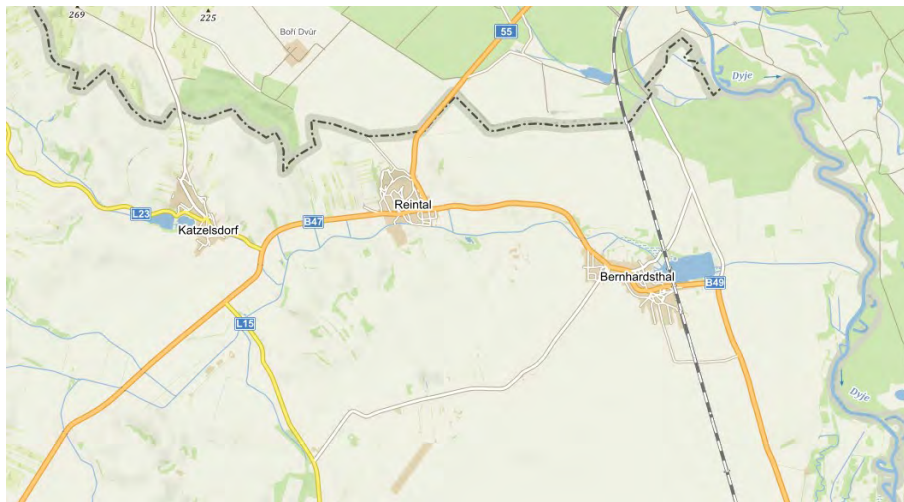 269
225
Boří Dvůr
55
Dyje
L23
Katzelsdorf
B47
Reintal
Bernhardsthal
B49
L15
Dyje